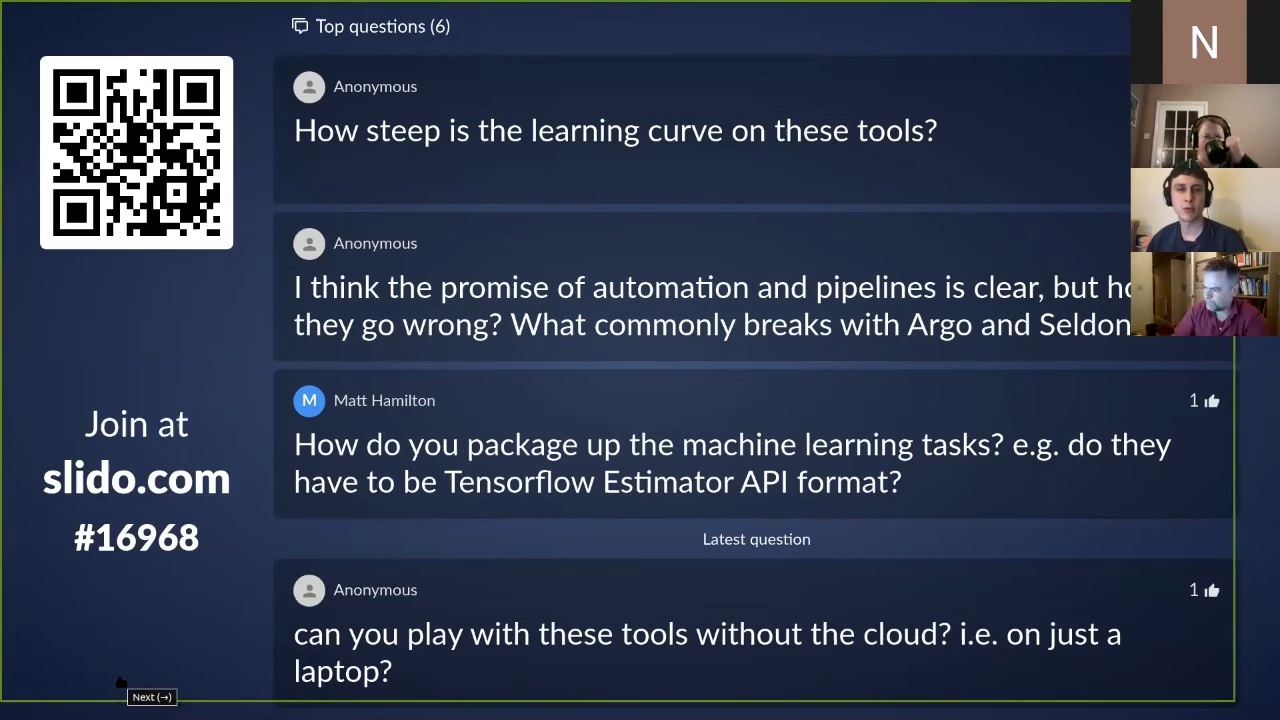 Top questions (6)
Anonymous
How steep is the learning curve on these tools?
Anonymous
I think the promise of automation and pipelines is clear, but
they go wrong? What commonly breaks with Argo and Seldon
M
Matt Hamilton
1
How do you package up the machine learning tasks? e.g. do they
have to be Tensorflow Estimator API format?
Latest question
Anonymous
1
can you play with these tools without the cloud? i.e. on just a
laptop?
Join at
slido.com
#16968
Next (→)
N